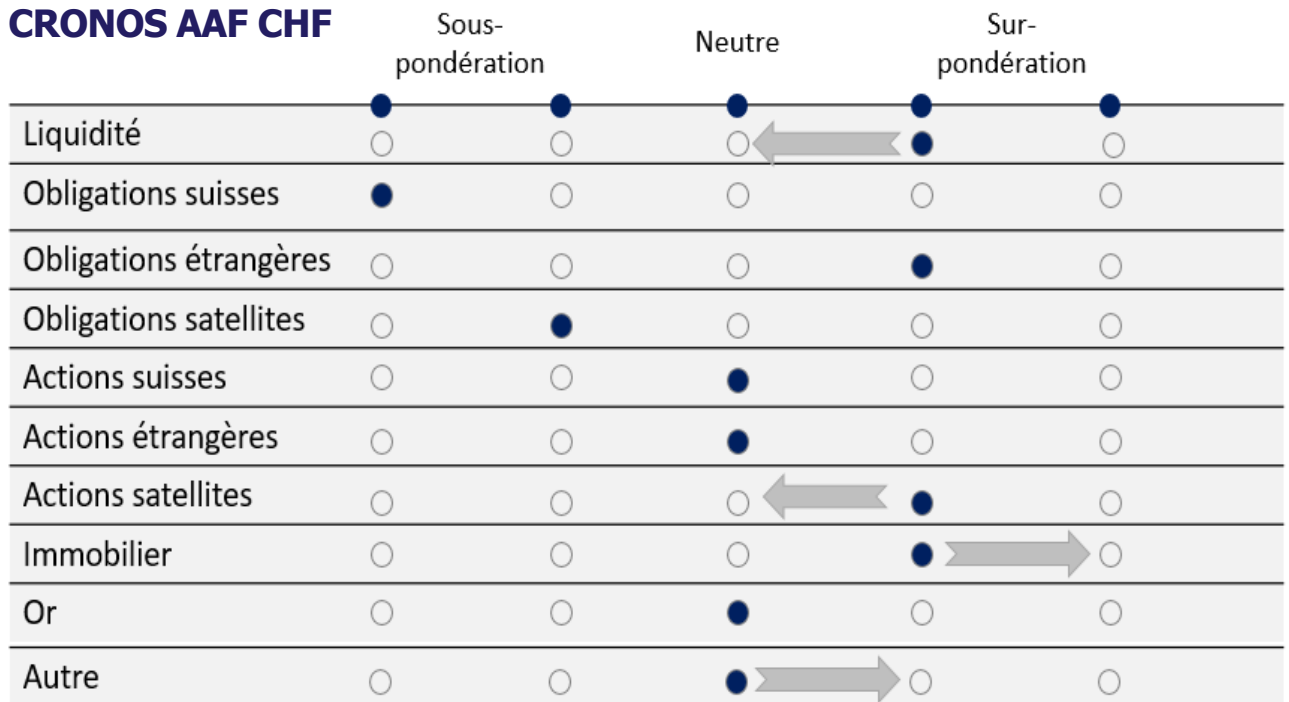 CRONOS AAF CHF
Sous-
pondération
Neutre
Sur-
pondération
Liquidité
Obligations suisses
Obligations étrangères
Obligations satellites
Actions suisses
Actions étrangères
Actions satellites
Immobilier
Or
Autre